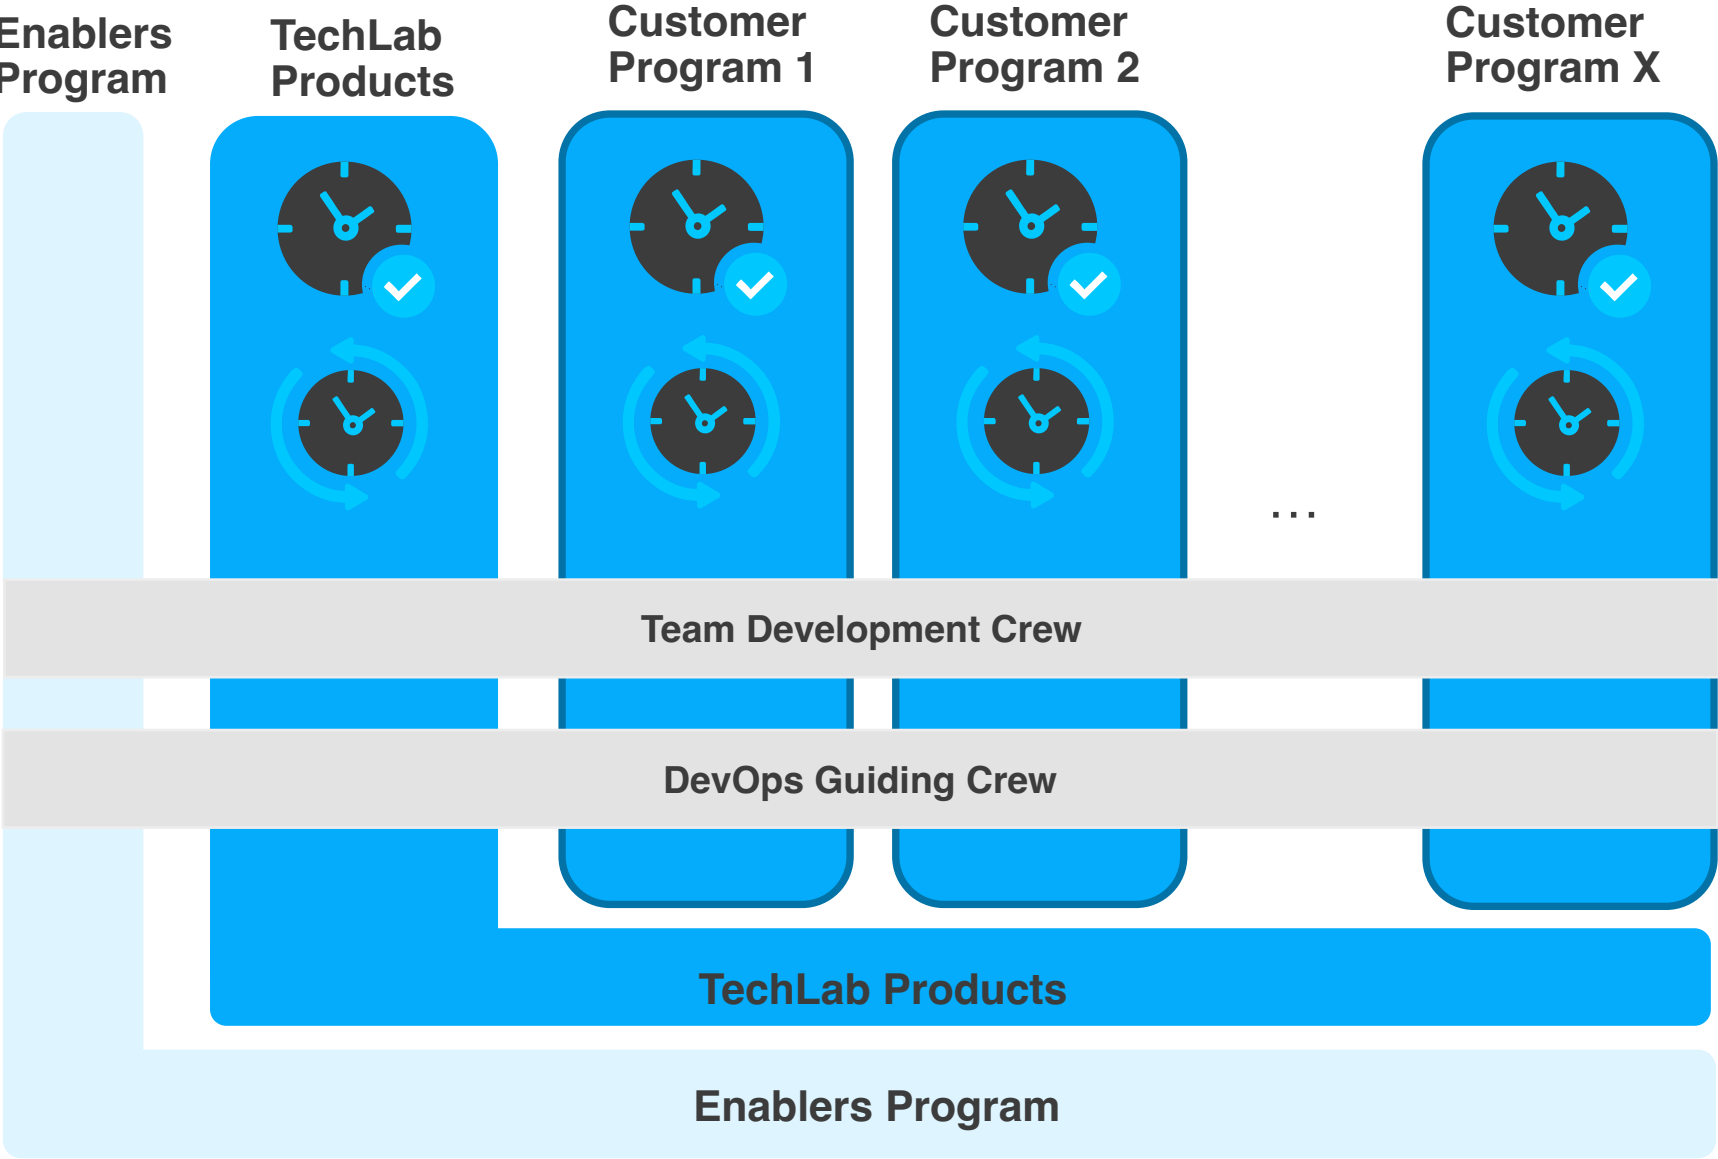 Enablers
Program
TechLab
Products
Customer
Program 1
Customer
Program 2
Customer
Program X
...
Team Development Crew
DevOps Guiding Crew
TechLab Products
Enablers Program